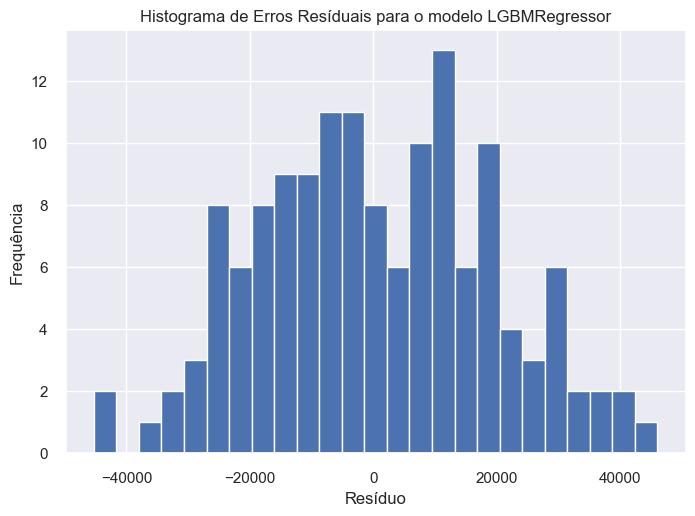 Histograma de Erros Resíduais para o modelo LGBMRegressor
Frequência
12
10
8
6
4
2
0
−40000 −20000 0 20000 40000
Resíduo